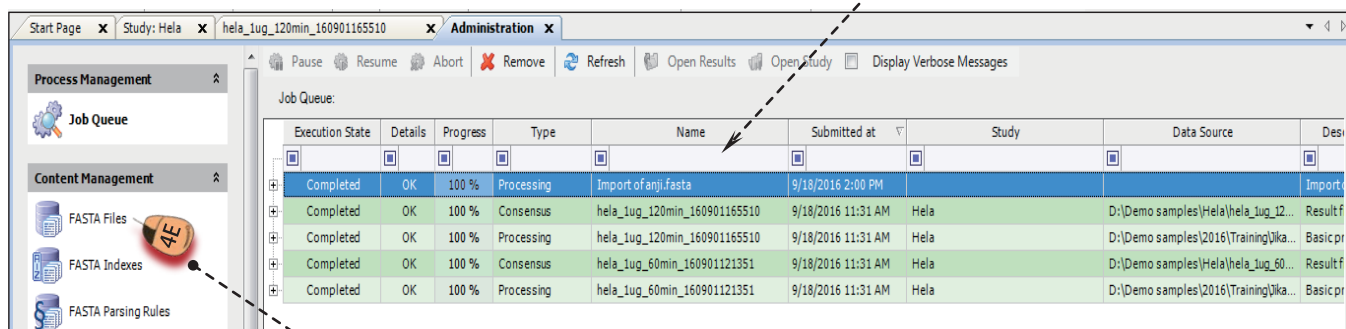 Start Page x Study: Hela x hela_1ug_120min_160901165510 x Administration x
Process Management
Job Queue
Content Management
FASTA Files
4E
FASTA Indexes
FASTA Parsing Rules
Pause Resume Abort Remove Refresh Open Results Open Study Display Verbose Messages
Job Queue:
Execution State Details Progress Type Name Submitted at Study Data Source Des
Completed OK 100 % Processing Import of anji.fasta 9/18/2016 2:00 PM Import
Completed OK 100 % Consensus hela_1ug_120min_160901165510 9/18/2016 11:31 AM Hela D:\Demo samples\Hela\hela_1ug_12... Result f
Completed OK 100 % Processing hela_1ug_120min_160901165510 9/18/2016 11:31 AM Hela D:\Demo samples\2016\Training\Jika... Basic pr
Completed OK 100 % Consensus hela_1ug_60min_160901121351 9/18/2016 11:31 AM Hela D:\Demo samples\Hela\hela_1ug_60... Result f
Completed OK 100 % Processing hela_1ug_60min_160901121351 9/18/2016 11:31 AM Hela D:\Demo samples\2016\Training\Jika... Basic pr